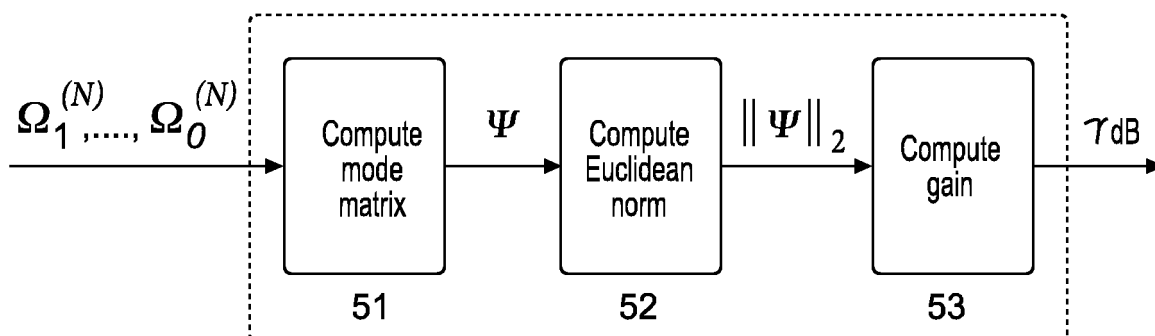 Ω₁⁽ᴺ⁾,...., Ω₀⁽ᴺ⁾
Compute
mode
matrix
Ψ
Compute
Euclidean
norm
‖Ψ‖₂
Compute
gain
γdB
51
52
53